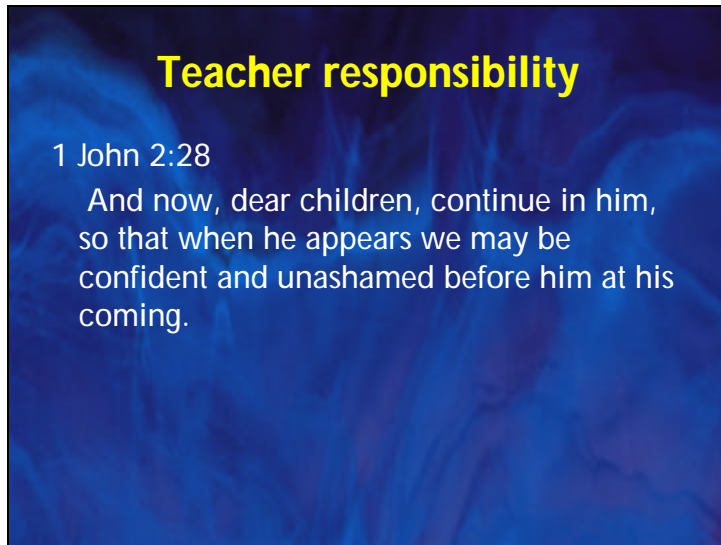 Teacher responsibility
1 John 2:28
And now, dear children, continue in him,
so that when he appears we may be
confident and unashamed before him at his
coming.